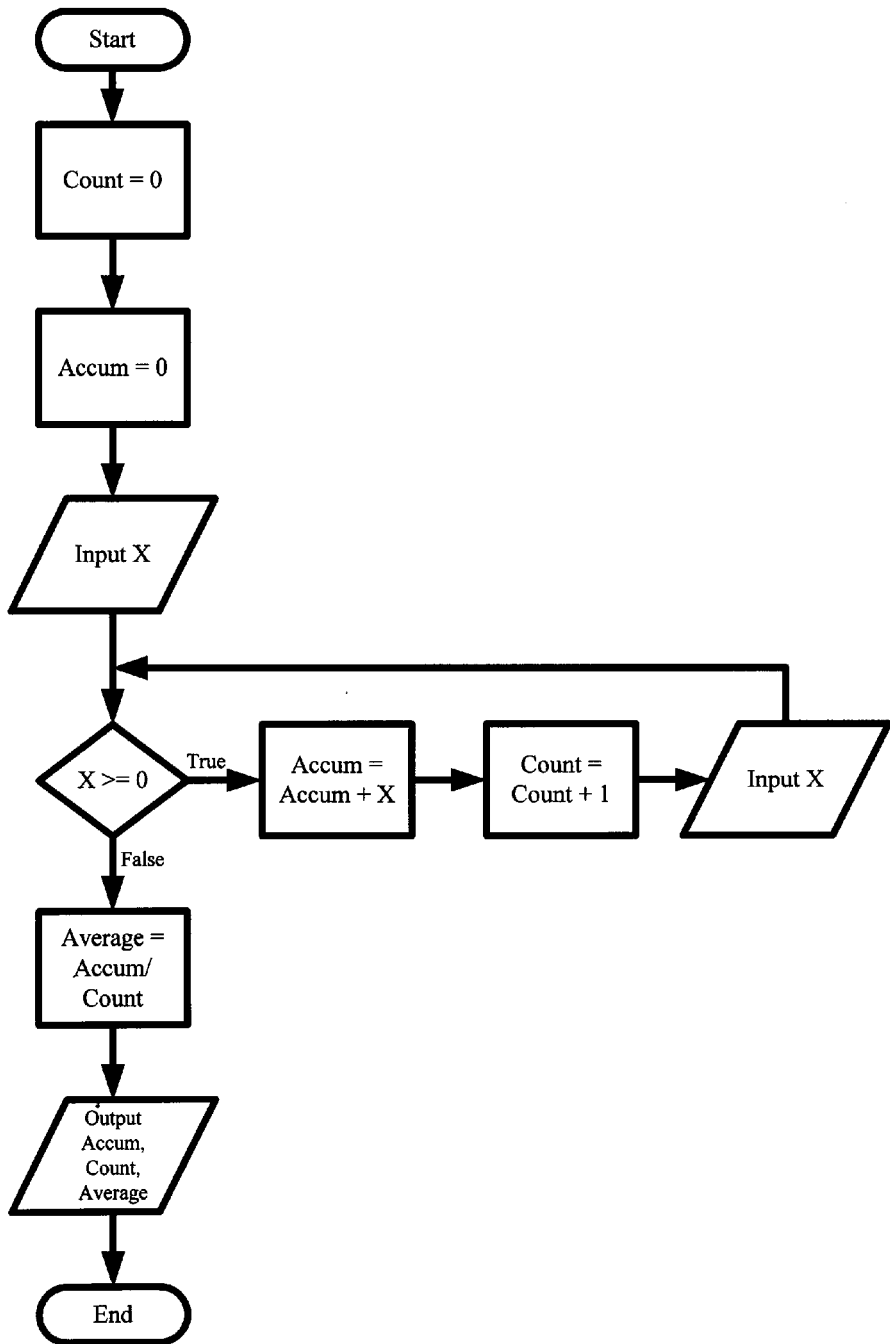 Start
Count = 0
Accum = 0
Input X
X >= 0
True
Accum =
Accum + X
Count =
Count + 1
Input X
False
Average =
Accum/
Count
Output
Accum,
Count,
Average
End